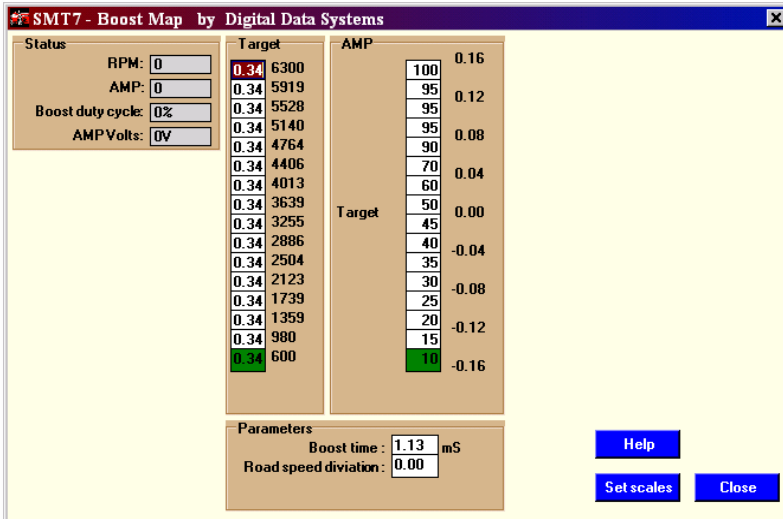 SMT7 - Boost Map by Digital Data Systems
Status
RPM: 0
AMP: 0
Boost duty cycle: 0%
AMP Volts: 0V
Target
0.34 6300
0.34 5919
0.34 5528
0.34 5140
0.34 4764
0.34 4406
0.34 4013
0.34 3639
0.34 3255
0.34 2886
0.34 2504
0.34 2123
0.34 1739
0.34 1359
0.34 980
0.34 600
AMP
Target
100
95
95
95
90
70
60
50
45
40
35
30
25
20
15
10
0.16
0.12
0.08
0.04
0.00
-0.04
-0.08
-0.12
-0.16
Parameters
Boost time : 1.13 mS
Road speed diviation : 0.00
Help
Set scales
Close